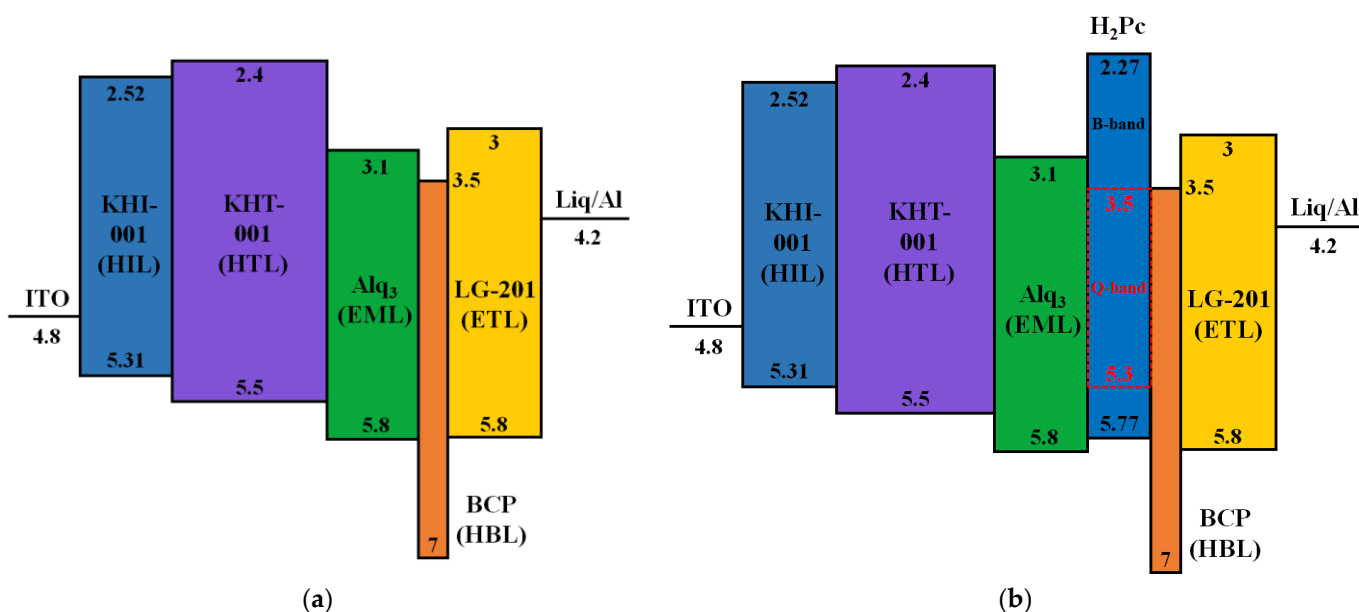 2.52
2.4
3.1
3.5
3
KHI-
001
(HIL)
KHT-
001
(HTL)
Alq₃
(EML)
LG-201
(ETL)
Liq/Al
4.2
ITO
4.8
5.31
5.5
5.8
5.8
BCP
(HBL)
7
(a)
H₂Pc
2.52
2.4
3.1
2.27
B-band
3.5
Q-band
5.3
5.77
3.5
3
KHI-
001
(HIL)
KHT-
001
(HTL)
Alq₃
(EML)
LG-201
(ETL)
Liq/Al
4.2
ITO
4.8
5.31
5.5
5.8
5.8
BCP
(HBL)
7
(b)